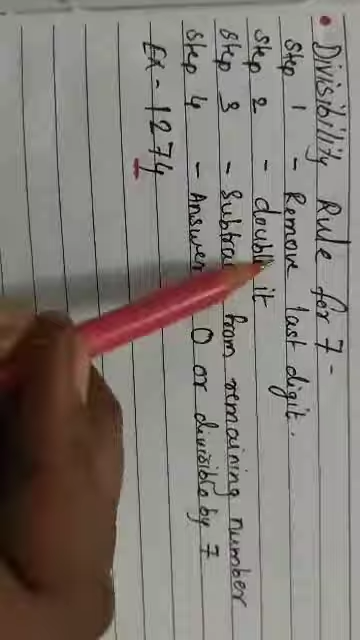 • Divisibility Rule for 7 -
Step 1 - Remove last digit.
Step 2 - double it
Step 3 - Subtract from remaining number
Step 4 - Answer 0 or divisible by 7
Ex - 1274